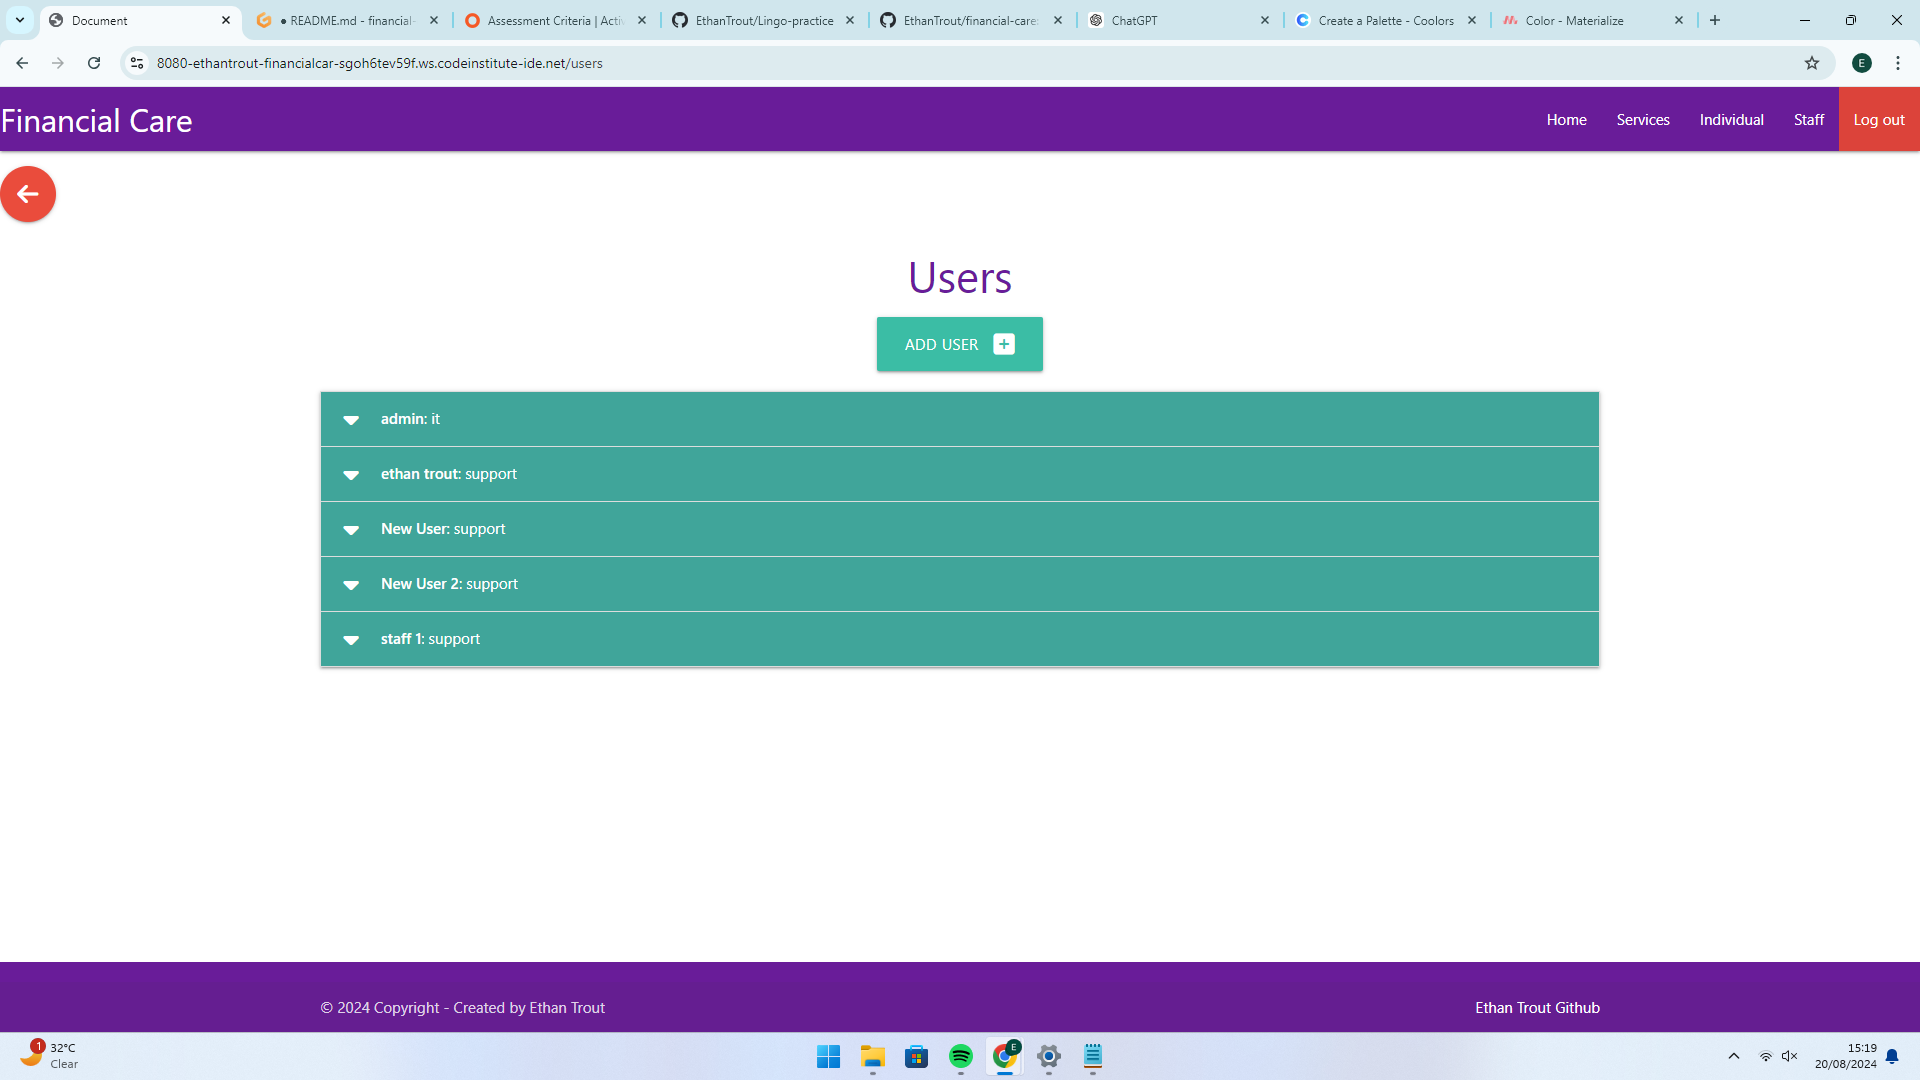 Document
● README.md - financial-
Assessment Criteria | Activ
EthanTrout/Lingo-practice
EthanTrout/financial-care:
ChatGPT
Create a Palette - Coolors
Color - Materialize
8080-ethantrout-financialcar-sgoh6tev59f.ws.codeinstitute-ide.net/users
E
Financial Care
Home
Services
Individual
Staff
Log out
Users
ADD USER
admin: it
ethan trout: support
New User: support
New User 2: support
staff 1: support
© 2024 Copyright - Created by Ethan Trout
Ethan Trout Github
1
32°C
Clear
E
15:19
20/08/2024